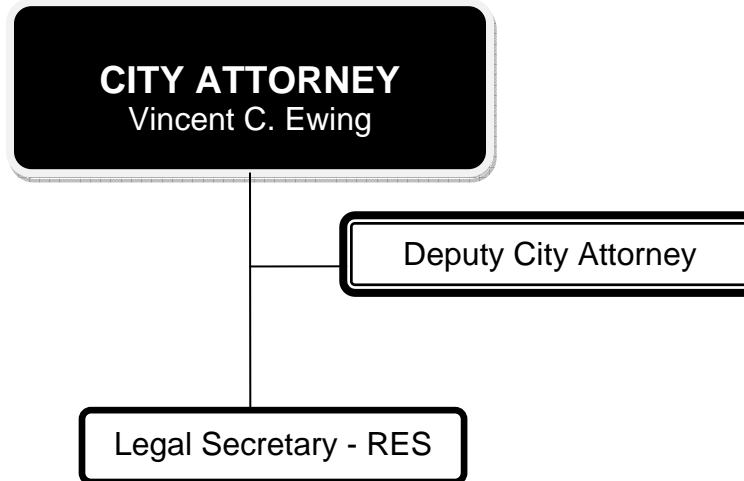 CITY ATTORNEY
Vincent C. Ewing
Deputy City Attorney
Legal Secretary - RES